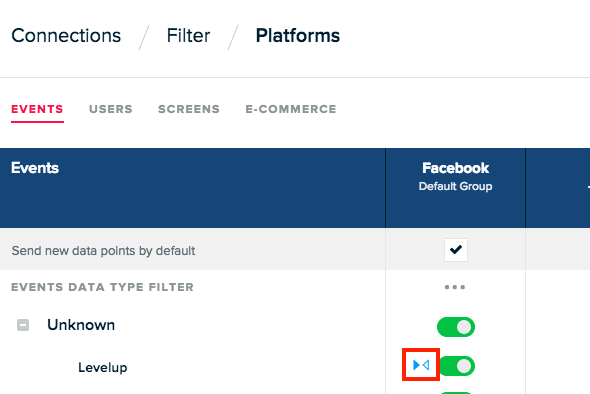 Connections / Filter / Platforms
EVENTS USERS SCREENS E-COMMERCE
Events Facebook
Default Group
Send new data points by default
EVENTS DATA TYPE FILTER
Unknown
Levelup